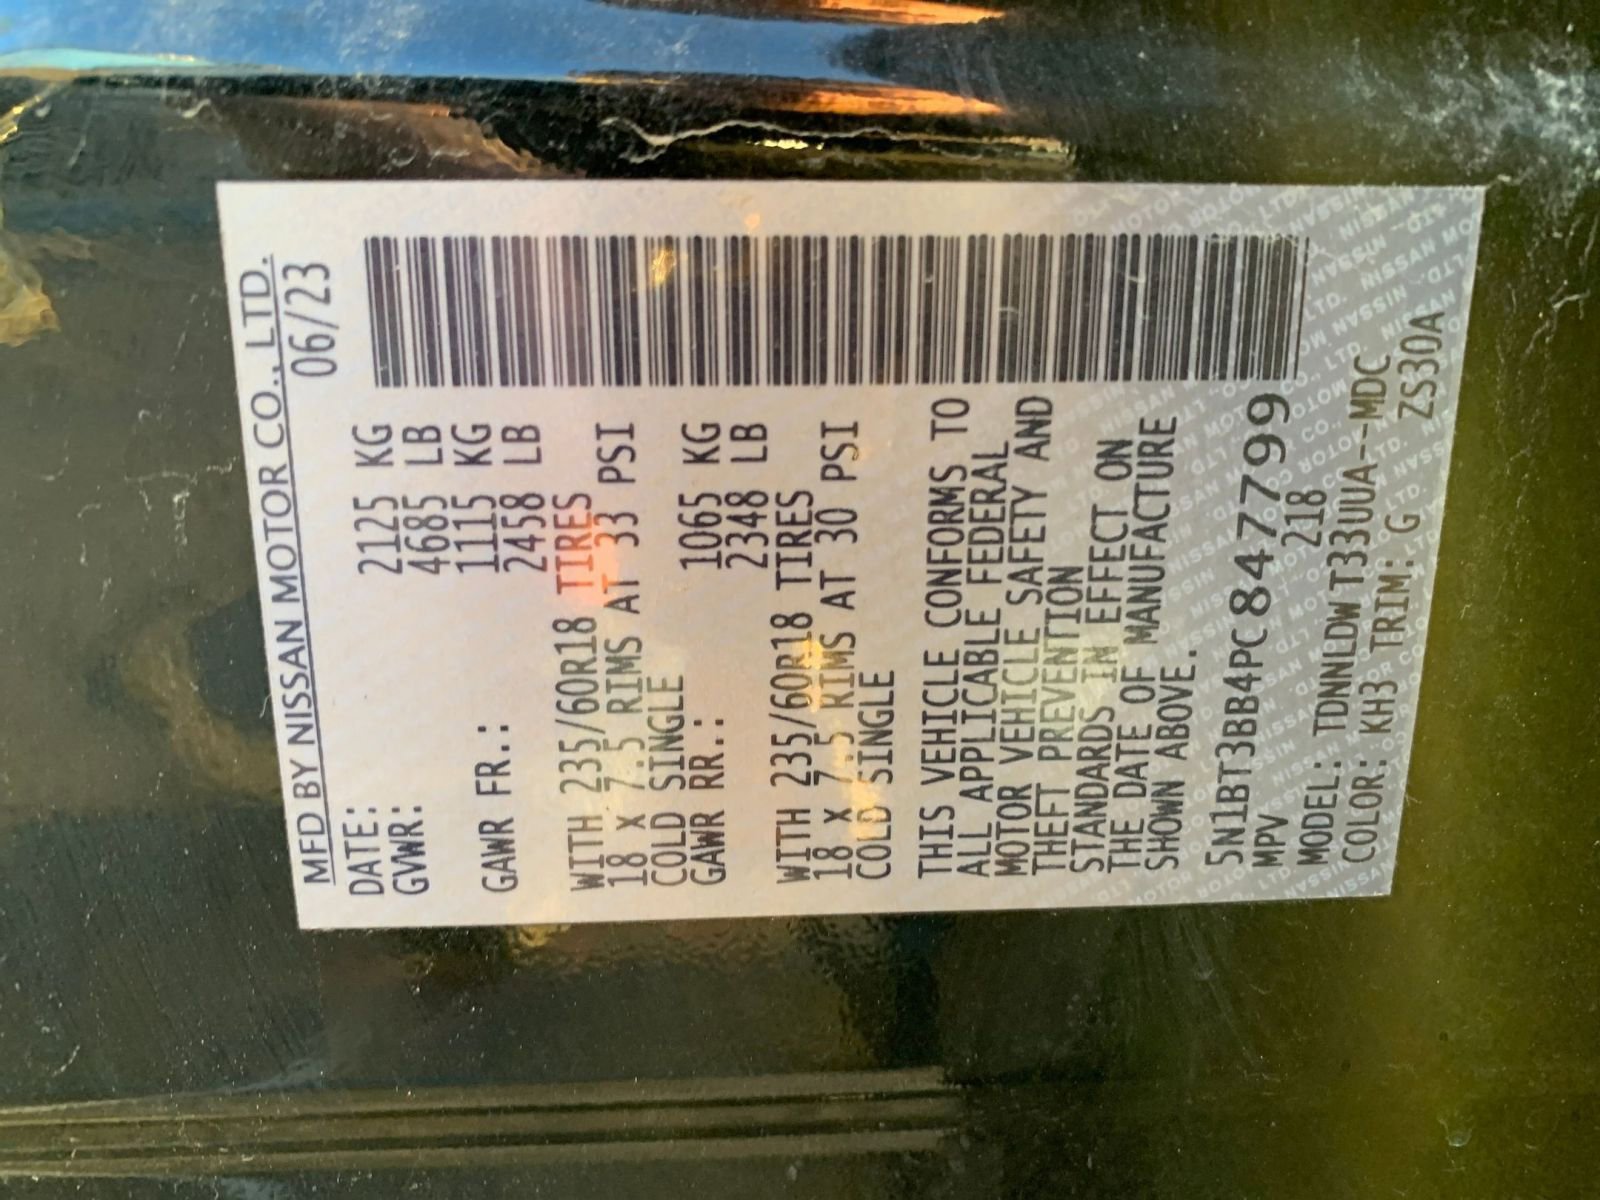 MFD BY NISSAN MOTOR CO., LTD.
DATE: 06/23
GVWR: 2125 KG
4685 LB
GAWR FR.: 1115 KG
2458 LB
WITH 235/60R18 TIRES
18 X 7.5 RIMS AT 33 PSI
COLD SINGLE
GAWR RR.: 1065 KG
2348 LB
WITH 235/60R18 TIRES
18 X 7.5 RIMS AT 30 PSI
COLD SINGLE
THIS VEHICLE CONFORMS TO
ALL APPLICABLE FEDERAL
MOTOR VEHICLE SAFETY AND
THEFT PREVENTION
STANDARDS IN EFFECT ON
THE DATE OF MANUFACTURE
SHOWN ABOVE.
5N1BT3BB4PC847799
MPV 218
MODEL: TDNNLDW T33UUA--MDC
COLOR: KH3 TRIM: G ZS30A